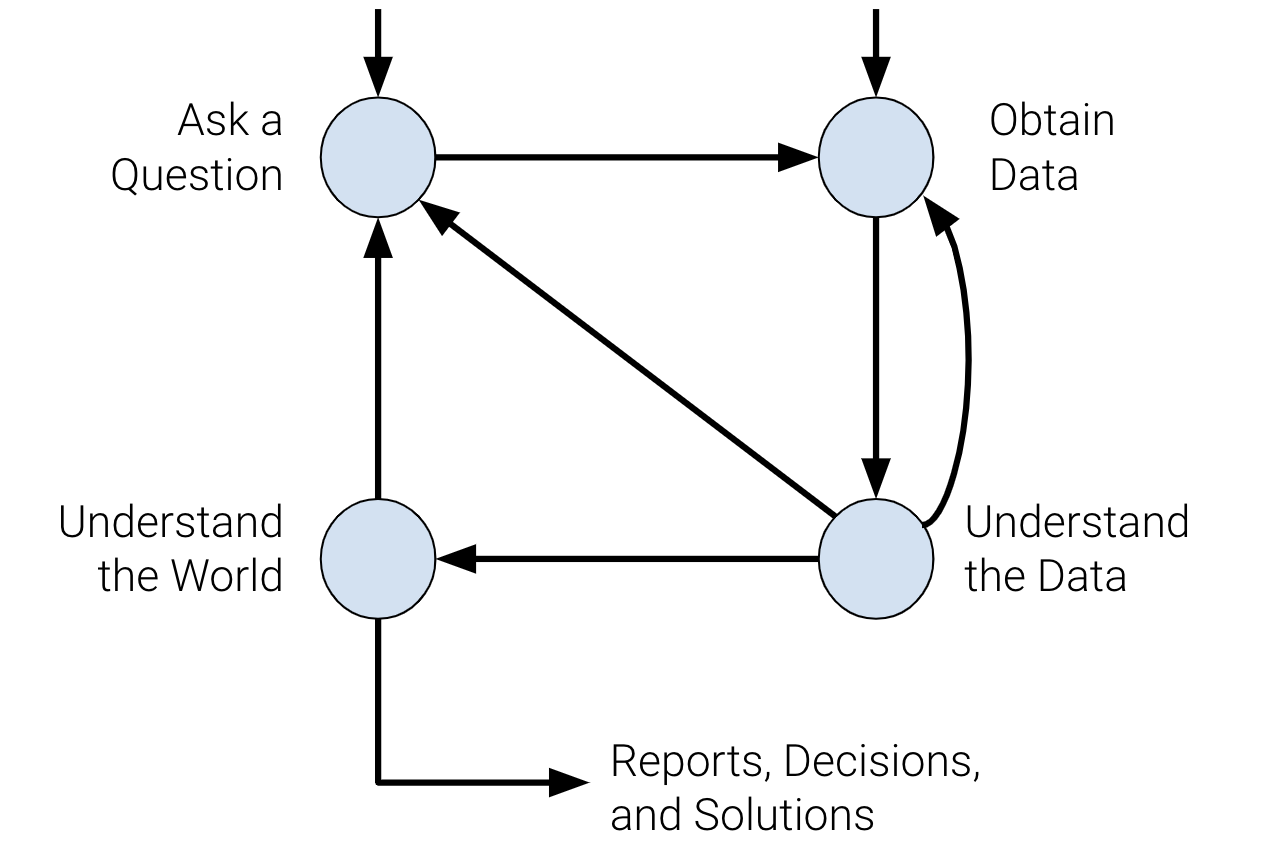 Ask a
Question
Obtain
Data
Understand
the World
Understand
the Data
Reports, Decisions,
and Solutions